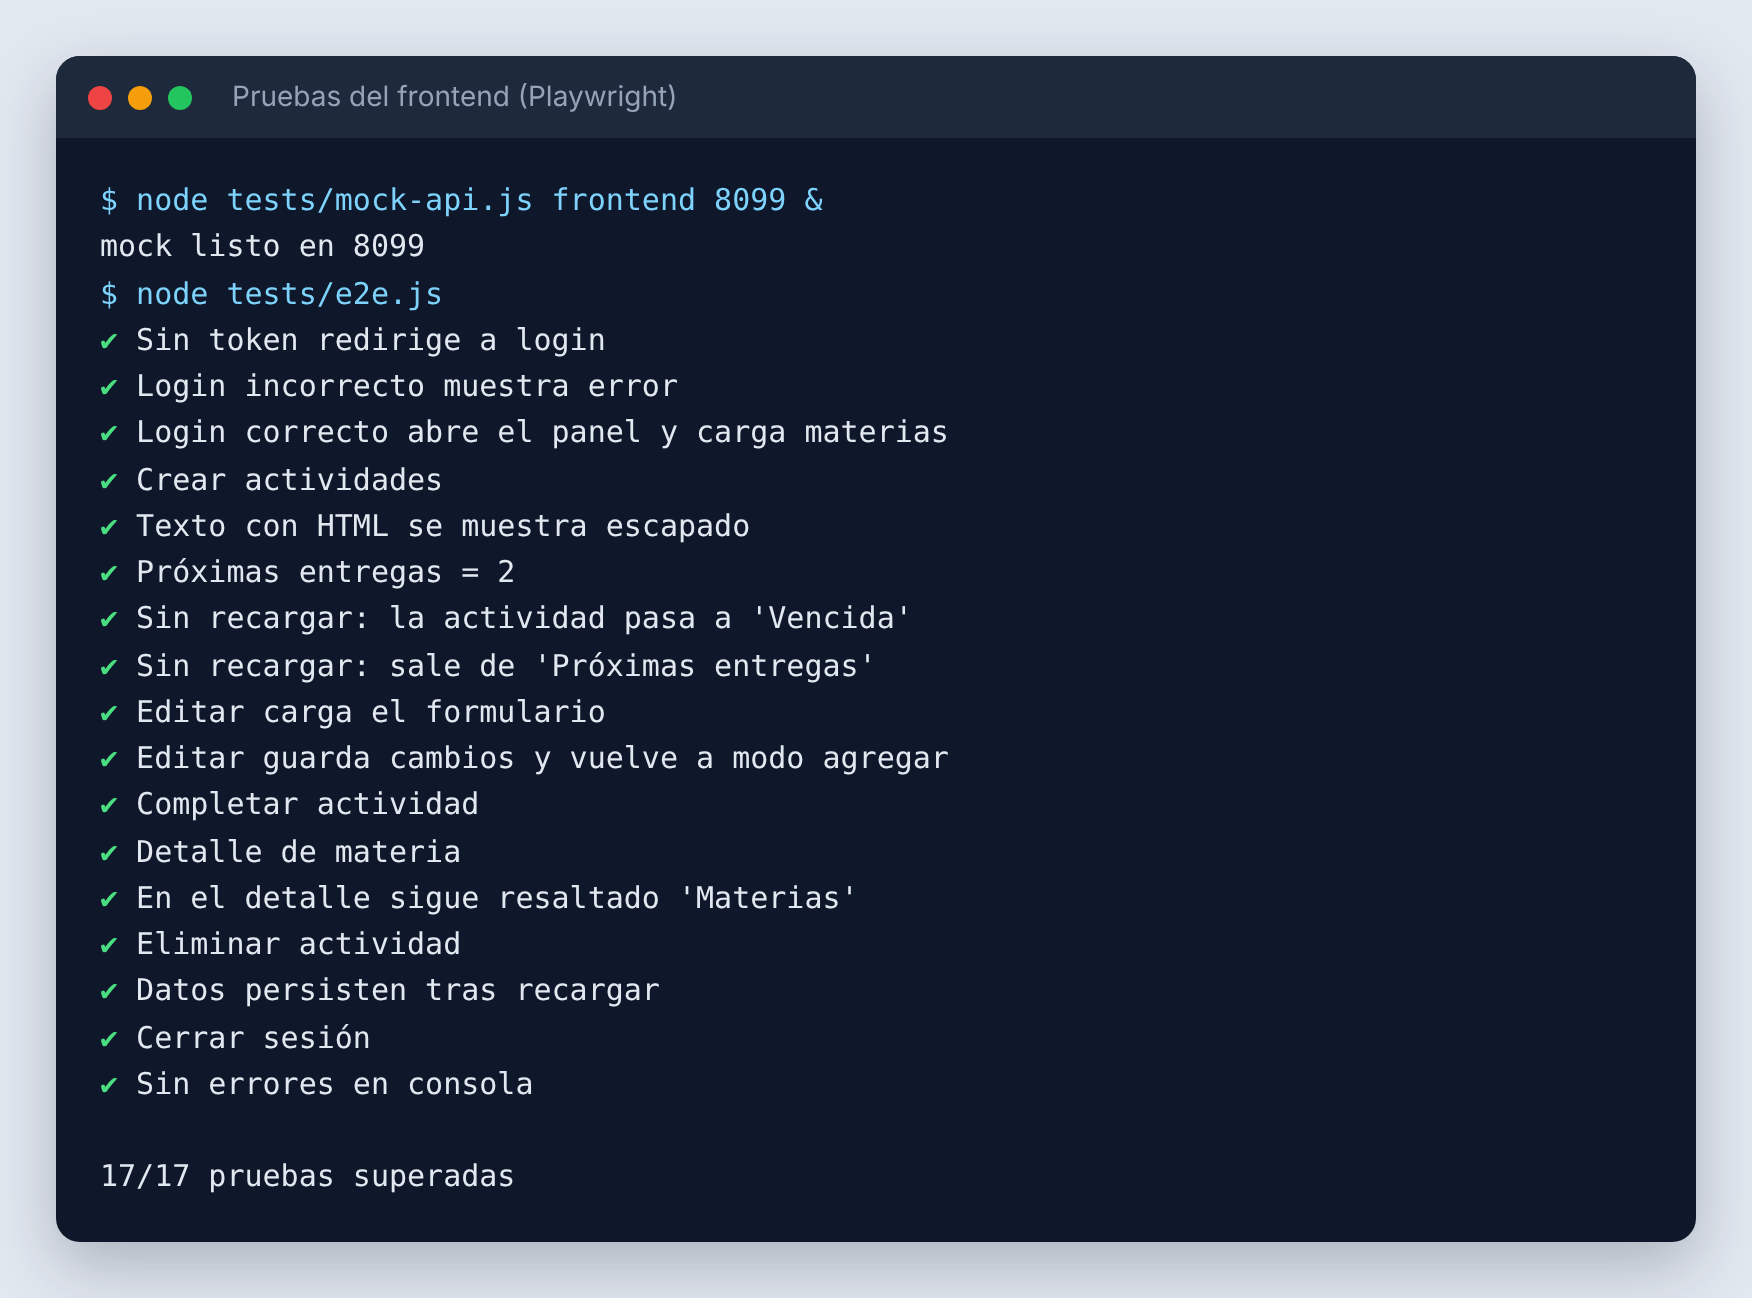 Pruebas del frontend (Playwright)
$ node tests/mock-api.js frontend 8099 &
mock listo en 8099
$ node tests/e2e.js
✔ Sin token redirige a login
✔ Login incorrecto muestra error
✔ Login correcto abre el panel y carga materias
✔ Crear actividades
✔ Texto con HTML se muestra escapado
✔ Próximas entregas = 2
✔ Sin recargar: la actividad pasa a 'Vencida'
✔ Sin recargar: sale de 'Próximas entregas'
✔ Editar carga el formulario
✔ Editar guarda cambios y vuelve a modo agregar
✔ Completar actividad
✔ Detalle de materia
✔ En el detalle sigue resaltado 'Materias'
✔ Eliminar actividad
✔ Datos persisten tras recargar
✔ Cerrar sesión
✔ Sin errores en consola
17/17 pruebas superadas